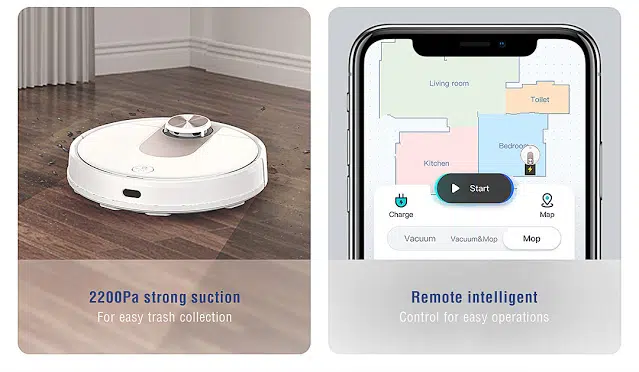 2200Pa strong suction
For easy trash collection
Living room
Toilet
Bedroom
Kitchen
Start
Charge
Map
Vacuum
Vacuum&Mop
Mop
Remote intelligent
Control for easy operations